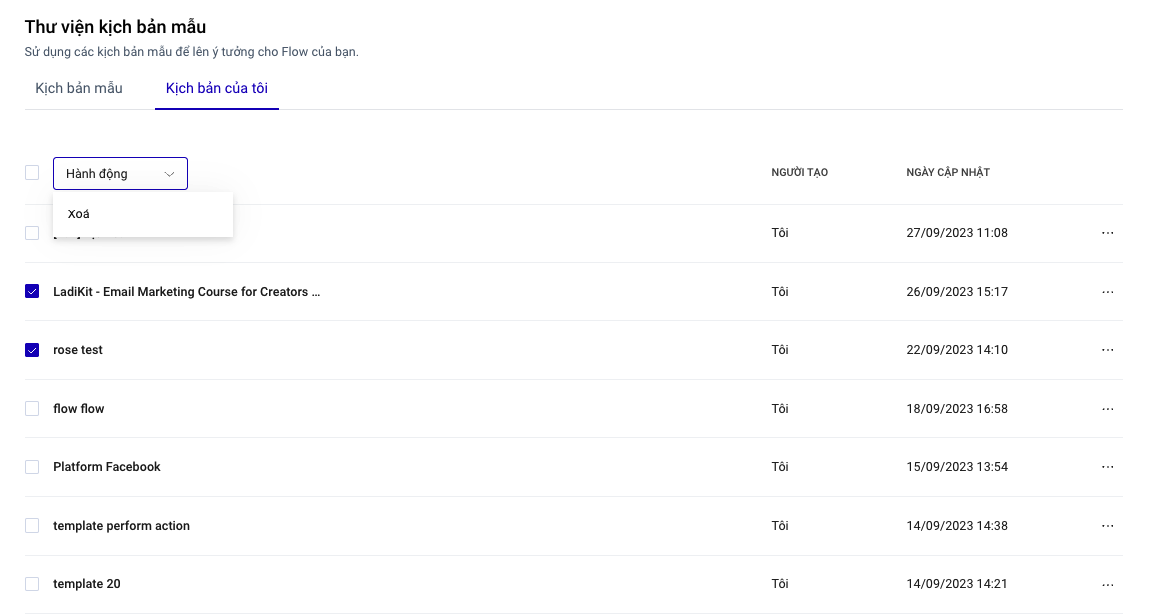 Thư viện kịch bản mẫu
Sử dụng các kịch bản mẫu để lên ý tưởng cho Flow của bạn.
Kịch bản mẫu Kịch bản của tôi
Hành động NGƯỜI TẠO NGÀY CẬP NHẬT
Xoá
Tôi 27/09/2023 11:08
LadiKit - Email Marketing Course for Creators ... Tôi 26/09/2023 15:17
rose test Tôi 22/09/2023 14:10
flow flow Tôi 18/09/2023 16:58
Platform Facebook Tôi 15/09/2023 13:54
template perform action Tôi 14/09/2023 14:38
template 20 Tôi 14/09/2023 14:21